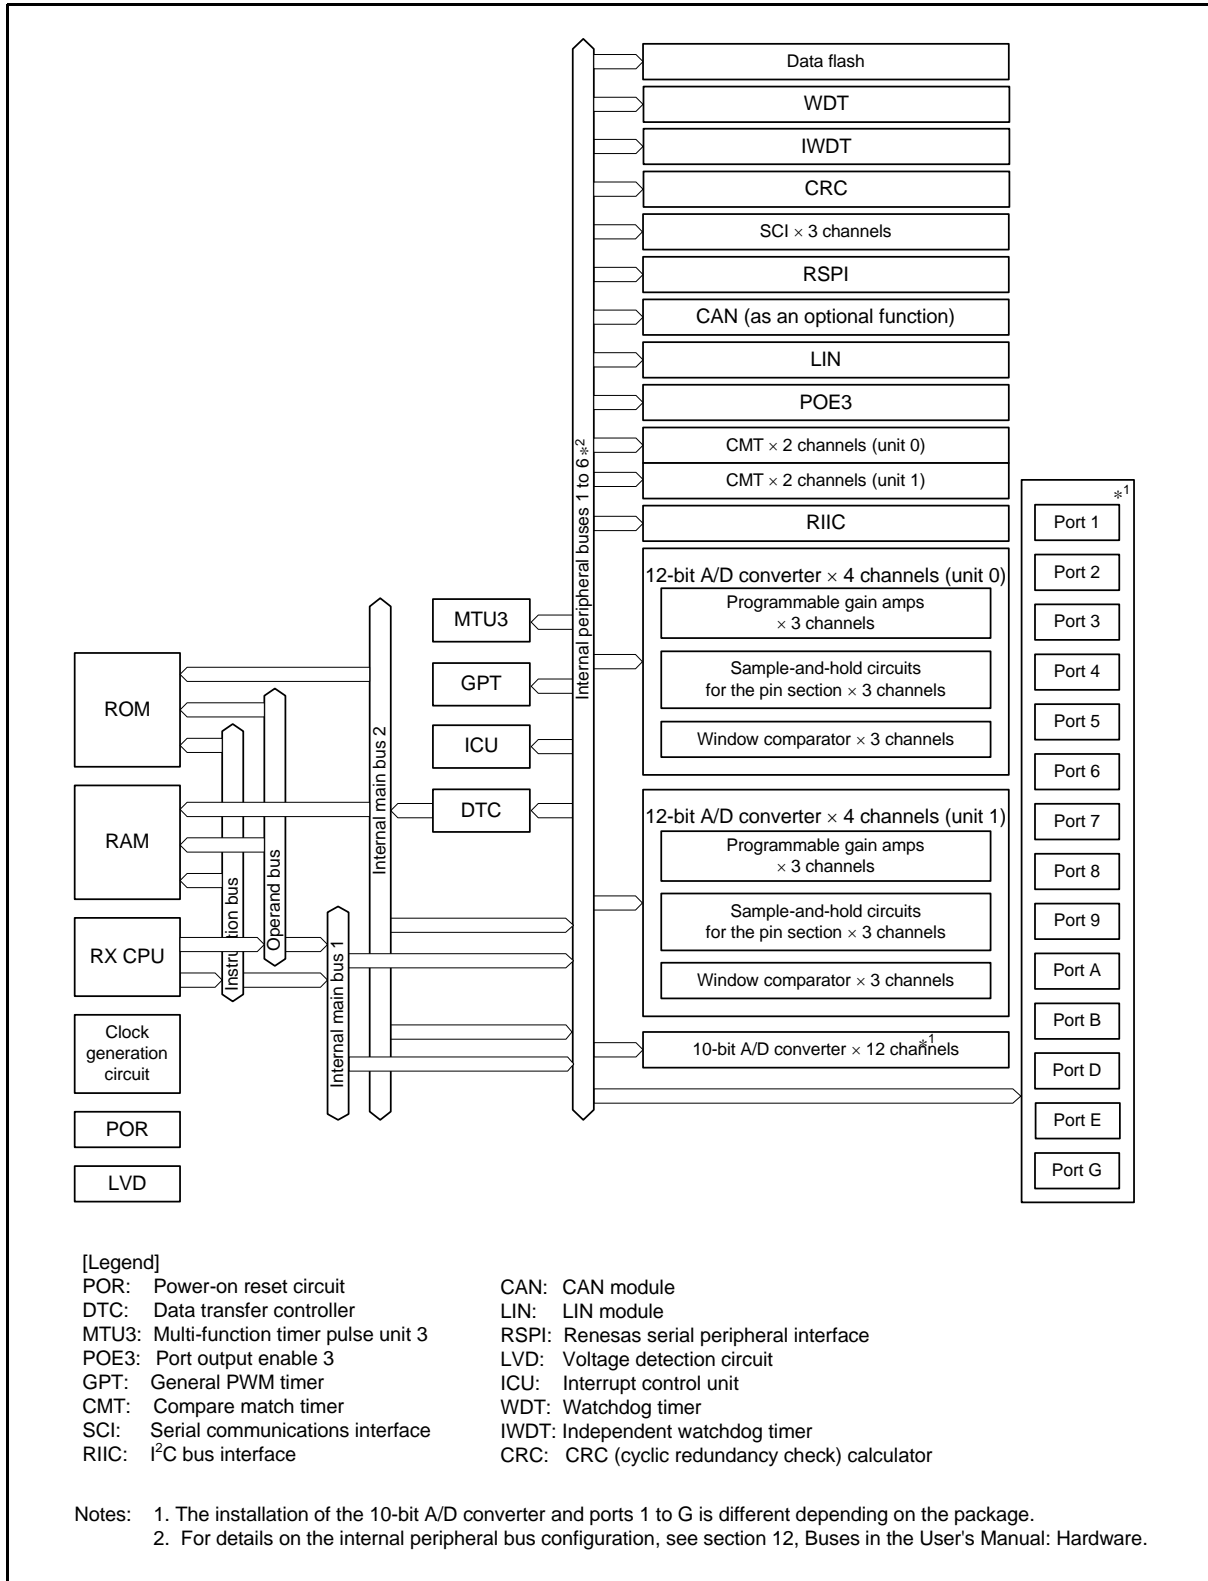 Data flash
WDT
IWDT
CRC
SCI × 3 channels
RSPI
CAN (as an optional function)
LIN
POE3
CMT × 2 channels (unit 0)
CMT × 2 channels (unit 1)
RIIC
12-bit A/D converter × 4 channels (unit 0)
Programmable gain amps
× 3 channels
Sample-and-hold circuits
for the pin section × 3 channels
Window comparator × 3 channels
12-bit A/D converter × 4 channels (unit 1)
Programmable gain amps
× 3 channels
Sample-and-hold circuits
for the pin section × 3 channels
Window comparator × 3 channels
10-bit A/D converter × 12 channels *1
*1
Port 1
Port 2
Port 3
Port 4
Port 5
Port 6
Port 7
Port 8
Port 9
Port A
Port B
Port D
Port E
Port G
Internal peripheral buses 1 to 6 *2
MTU3
GPT
ICU
DTC
Internal main bus 2
Internal main bus 1
Operand bus
Instruction bus
ROM
RAM
RX CPU
Clock
generation
circuit
POR
LVD
[Legend]
POR: Power-on reset circuit
DTC: Data transfer controller
MTU3: Multi-function timer pulse unit 3
POE3: Port output enable 3
GPT: General PWM timer
CMT: Compare match timer
SCI: Serial communications interface
RIIC: I²C bus interface
CAN: CAN module
LIN: LIN module
RSPI: Renesas serial peripheral interface
LVD: Voltage detection circuit
ICU: Interrupt control unit
WDT: Watchdog timer
IWDT: Independent watchdog timer
CRC: CRC (cyclic redundancy check) calculator
Notes: 1. The installation of the 10-bit A/D converter and ports 1 to G is different depending on the package.
2. For details on the internal peripheral bus configuration, see section 12, Buses in the User's Manual: Hardware.